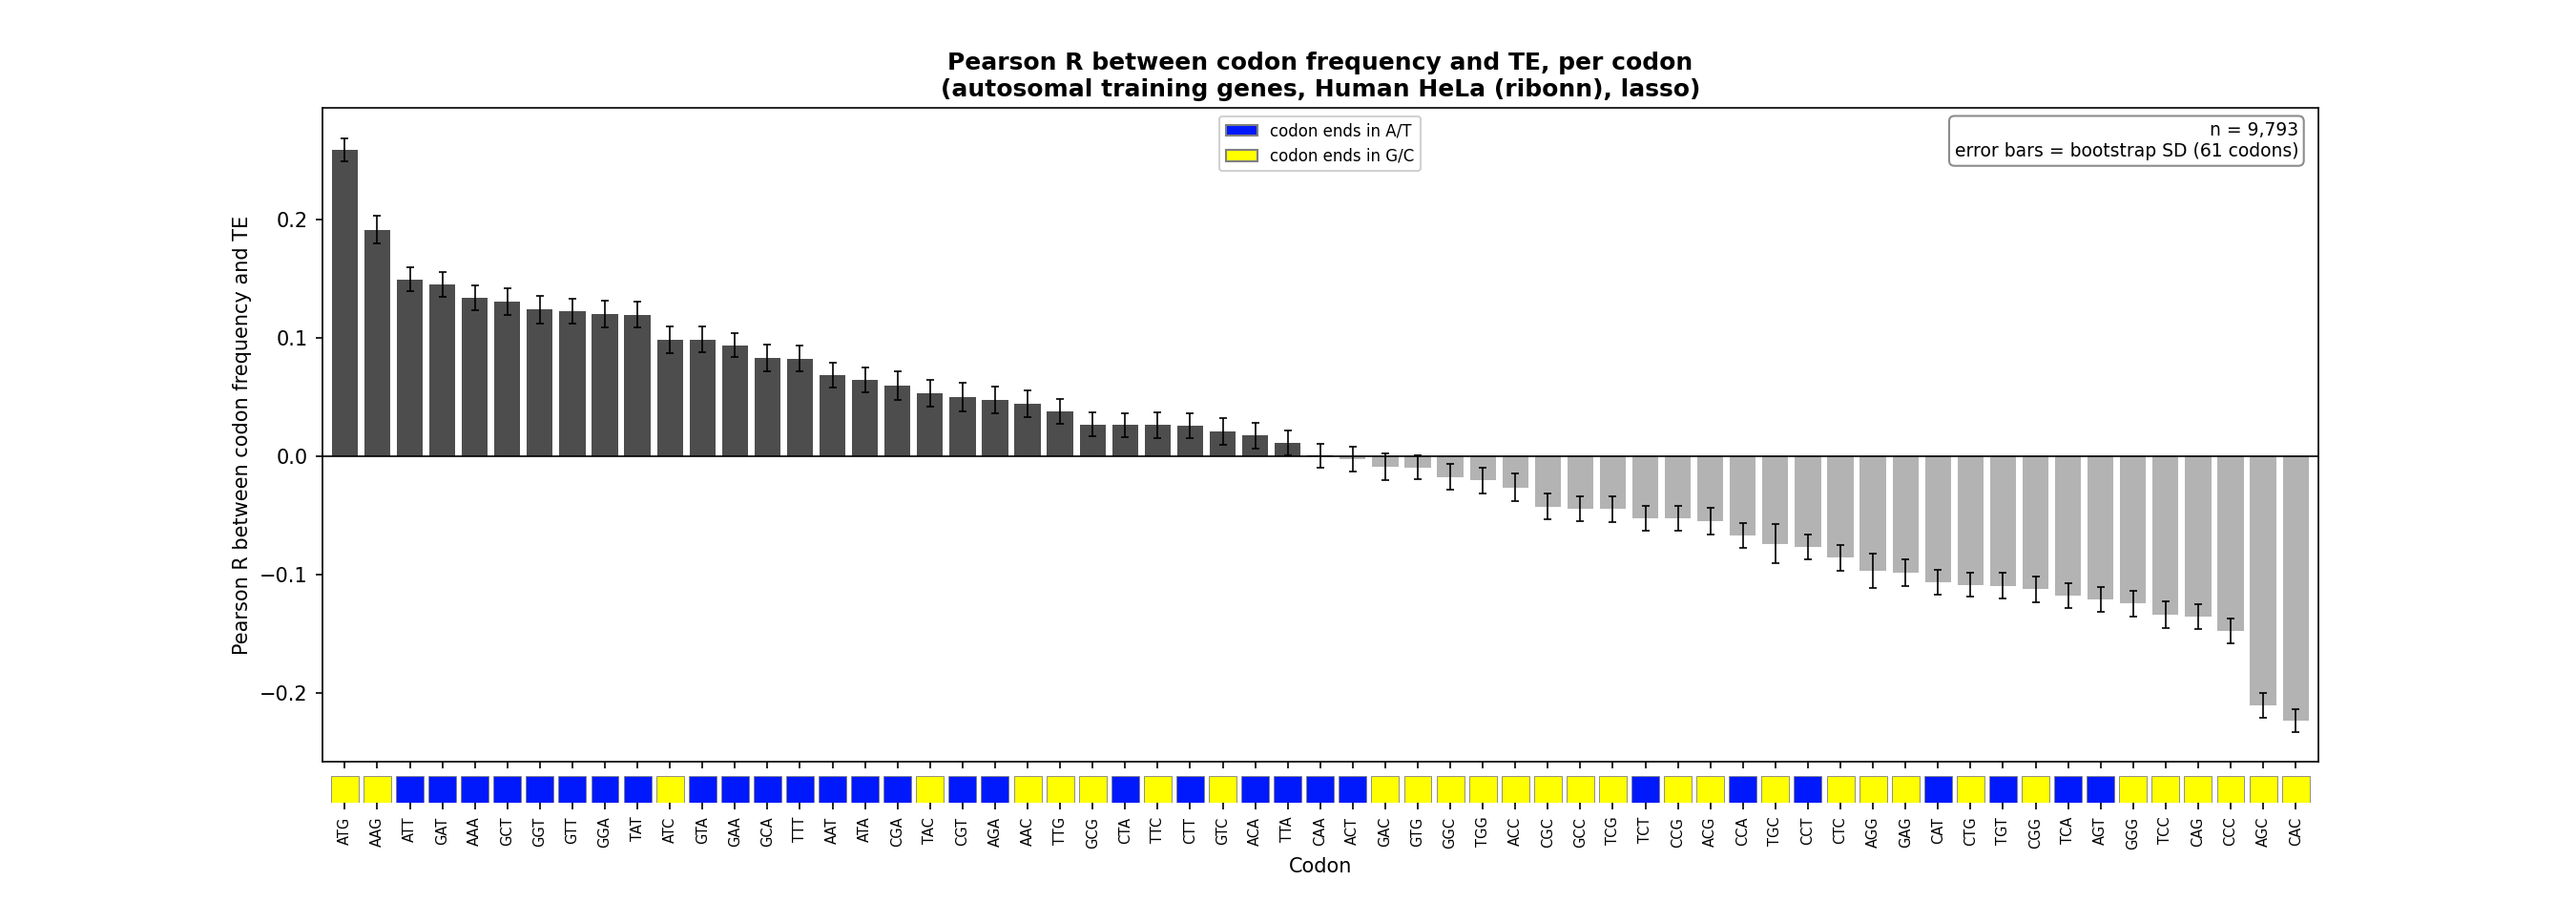 Pearson R between codon frequency and TE, per codon
(autosomal training genes, Human HeLa (ribonn), lasso)
codon ends in A/T
codon ends in G/C
n = 9,793
error bars = bootstrap SD (61 codons)
Pearson R between codon frequency and TE
0.2
0.1
0.0
−0.1
−0.2
ATG AAG ATT GAT AAA GCT GGT GTT GGA TAT ATC GTA GAA GCA TTT AAT ATA CGA TAC CGT AGA AAC TTG GCG CTA TTC CTT GTC ACA TTA CAA ACT GAC GTG GGC TGG ACC CGC GCC TCG TCT CCG ACG CCA TGC CCT CTC AGG GAG CAT CTG TGT CGG TCA AGT GGG TCC CAG CCC AGC CAC
Codon